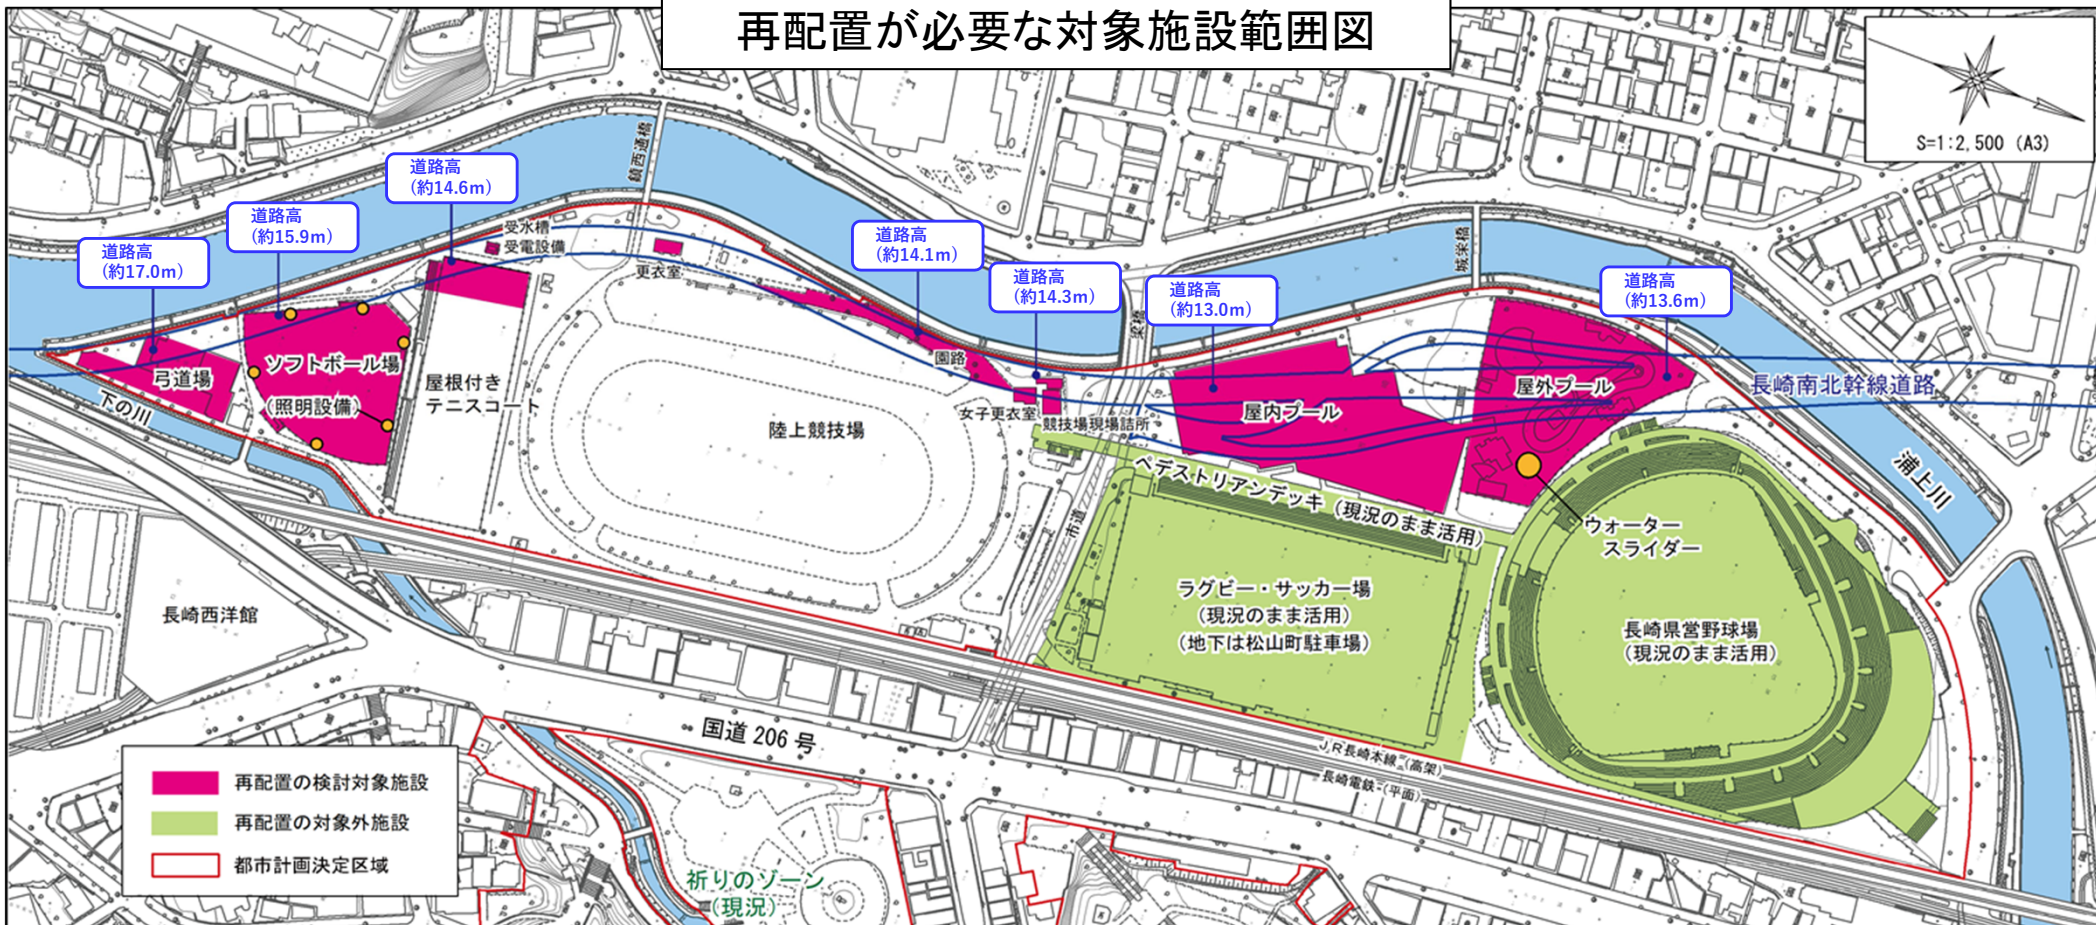 再配置が必要な対象施設範囲図
S=1:2,500 (A3)
鎮西通橋
道路高
(約14.6m)
道路高
(約15.9m)
道路高
(約17.0m)
受水槽
受電設備
更衣室
道路高
(約14.1m)
道路高
(約14.3m)
梁橋
道路高
(約13.0m)
城栄橋
道路高
(約13.6m)
弓道場
ソフトボール場
(照明設備)
屋根付き
テニスコート
下の川
陸上競技場
園路
女子更衣室
競技場現場詰所
屋内プール
屋外プール
長崎南北幹線道路
浦上川
ペデストリアンデッキ (現況のまま活用)
ウォーター
スライダー
市道
ラグビー・サッカー場
(現況のまま活用)
(地下は松山町駐車場)
長崎県営野球場
(現況のまま活用)
長崎西洋館
国道 206 号
JR長崎本線 (高架)
長崎電鉄 (平面)
再配置の検討対象施設
再配置の対象外施設
都市計画決定区域
祈りのゾーン
(現況)